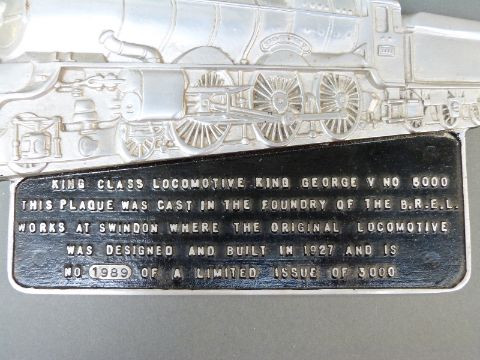 KING CLASS LOCOMOTIVE KING GEORGE V NO 6000
THIS PLAQUE WAS CAST IN THE FOUNDRY OF THE B.R.E.L.
WORKS AT SWINDON WHERE THE ORIGINAL LOCOMOTIVE
WAS DESIGNED AND BUILT IN 1927 AND IS
NO 1989 OF A LIMITED ISSUE OF 3000